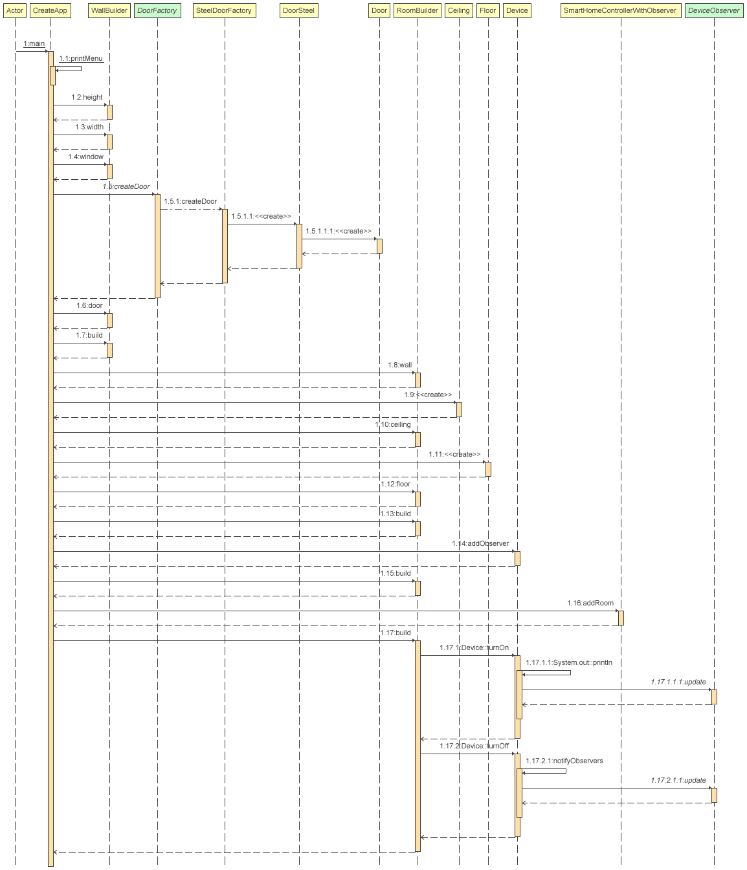 Actor CreateApp WallBuilder DoorFactory SteelDoorFactory DoorSteel Door RoomBuilder Ceiling Floor Device SmartHomeControllerWithObserver DeviceObserver
1:main
1.1:printMenu
1.2:height
1.3:width
1.4:window
1.5:createDoor
1.5.1:createDoor
1.5.1.1:<<create>>
1.5.1.1.1:<<create>>
1.6:door
1.7:build
1.8:wall
1.9:<<create>>
1.10:ceiling
1.11:<<create>>
1.12:floor
1.13:build
1.14:addObserver
1.15:build
1.16:addRoom
1.17:build
1.17.1:Device::turnOn
1.17.1.1:System.out::println
1.17.1.1.1:update
1.17.2:Device::turnOff
1.17.2.1:notifyObservers
1.17.2.1.1:update